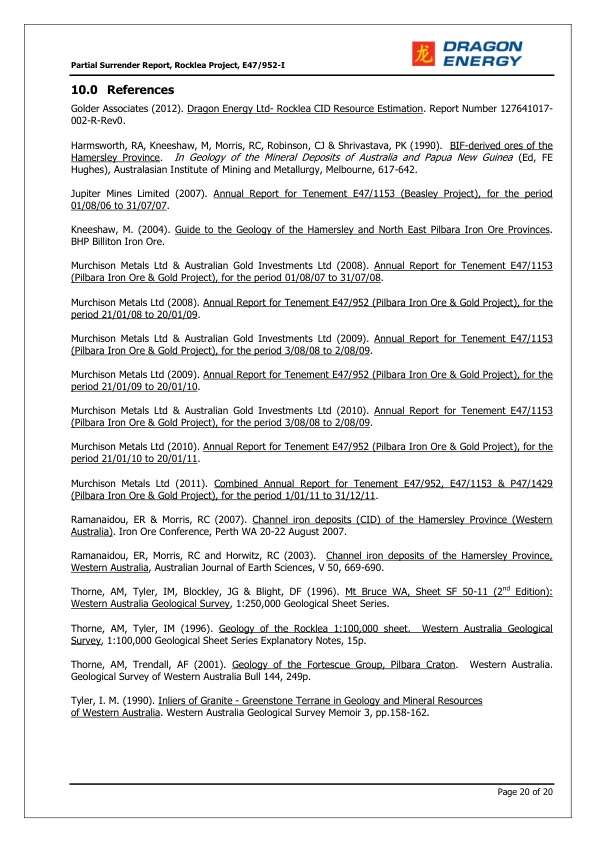 龙
DRAGON
ENERGY
Partial Surrender Report, Rocklea Project, E47/952-I
10.0 References
Golder Associates (2012). Dragon Energy Ltd- Rocklea CID Resource Estimation. Report Number 127641017-
002-R-Rev0.
Harmsworth, RA, Kneeshaw, M, Morris, RC, Robinson, CJ & Shrivastava, PK (1990). BIF-derived ores of the
Hamersley Province. In Geology of the Mineral Deposits of Australia and Papua New Guinea (Ed, FE
Hughes), Australasian Institute of Mining and Metallurgy, Melbourne, 617-642.
Jupiter Mines Limited (2007). Annual Report for Tenement E47/1153 (Beasley Project), for the period
01/08/06 to 31/07/07.
Kneeshaw, M. (2004). Guide to the Geology of the Hamersley and North East Pilbara Iron Ore Provinces.
BHP Billiton Iron Ore.
Murchison Metals Ltd & Australian Gold Investments Ltd (2008). Annual Report for Tenement E47/1153
(Pilbara Iron Ore & Gold Project), for the period 01/08/07 to 31/07/08.
Murchison Metals Ltd (2008). Annual Report for Tenement E47/952 (Pilbara Iron Ore & Gold Project), for the
period 21/01/08 to 20/01/09.
Murchison Metals Ltd & Australian Gold Investments Ltd (2009). Annual Report for Tenement E47/1153
(Pilbara Iron Ore & Gold Project), for the period 3/08/08 to 2/08/09.
Murchison Metals Ltd (2009). Annual Report for Tenement E47/952 (Pilbara Iron Ore & Gold Project), for the
period 21/01/09 to 20/01/10.
Murchison Metals Ltd & Australian Gold Investments Ltd (2010). Annual Report for Tenement E47/1153
(Pilbara Iron Ore & Gold Project), for the period 3/08/08 to 2/08/09.
Murchison Metals Ltd (2010). Annual Report for Tenement E47/952 (Pilbara Iron Ore & Gold Project), for the
period 21/01/10 to 20/01/11.
Murchison Metals Ltd (2011). Combined Annual Report for Tenement E47/952, E47/1153 & P47/1429
(Pilbara Iron Ore & Gold Project), for the period 1/01/11 to 31/12/11.
Ramanaidou, ER & Morris, RC (2007). Channel iron deposits (CID) of the Hamersley Province (Western
Australia). Iron Ore Conference, Perth WA 20-22 August 2007.
Ramanaidou, ER, Morris, RC and Horwitz, RC (2003). Channel iron deposits of the Hamersley Province,
Western Australia, Australian Journal of Earth Sciences, V 50, 669-690.
Thorne, AM, Tyler, IM, Blockley, JG & Blight, DF (1996). Mt Bruce WA, Sheet SF 50-11 (2nd Edition):
Western Australia Geological Survey, 1:250,000 Geological Sheet Series.
Thorne, AM, Tyler, IM (1996). Geology of the Rocklea 1:100,000 sheet. Western Australia Geological
Survey, 1:100,000 Geological Sheet Series Explanatory Notes, 15p.
Thorne, AM, Trendall, AF (2001). Geology of the Fortescue Group, Pilbara Craton. Western Australia.
Geological Survey of Western Australia Bull 144, 249p.
Tyler, I. M. (1990). Inliers of Granite - Greenstone Terrane in Geology and Mineral Resources
of Western Australia. Western Australia Geological Survey Memoir 3, pp.158-162.
Page 20 of 20